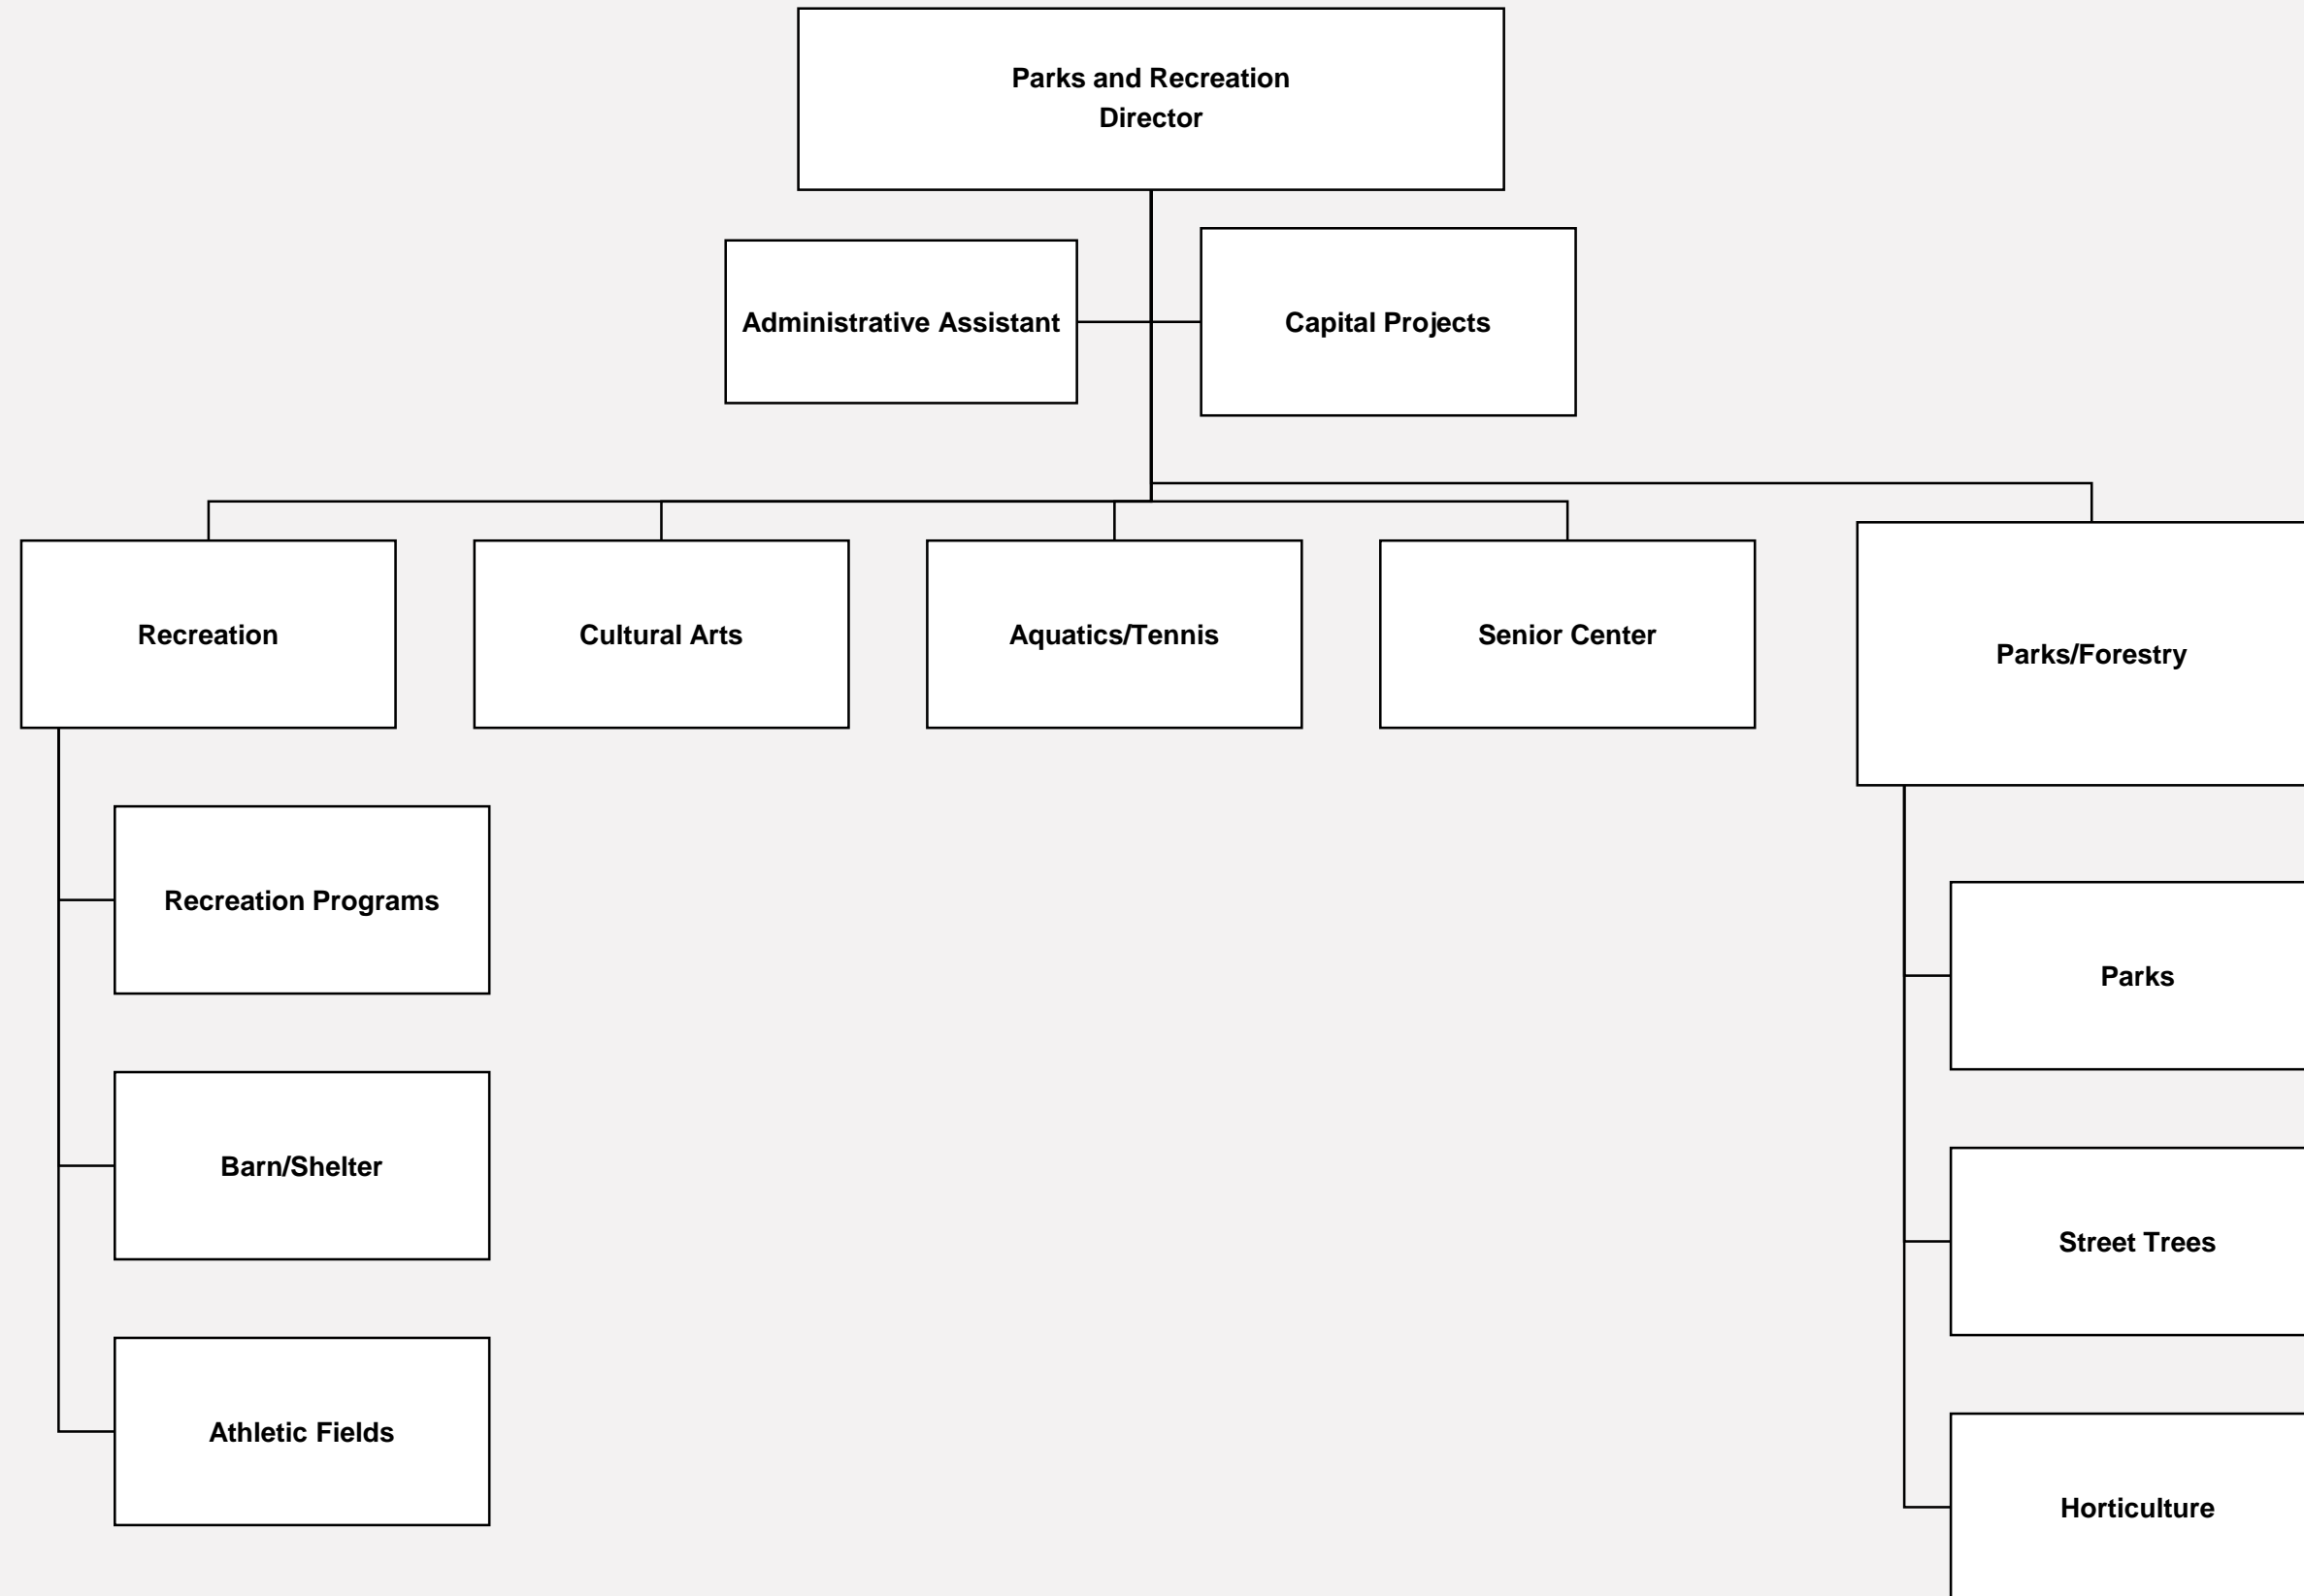 Parks and Recreation
Director
Administrative Assistant
Capital Projects
Recreation
Cultural Arts
Aquatics/Tennis
Senior Center
Parks/Forestry
Recreation Programs
Barn/Shelter
Athletic Fields
Parks
Street Trees
Horticulture